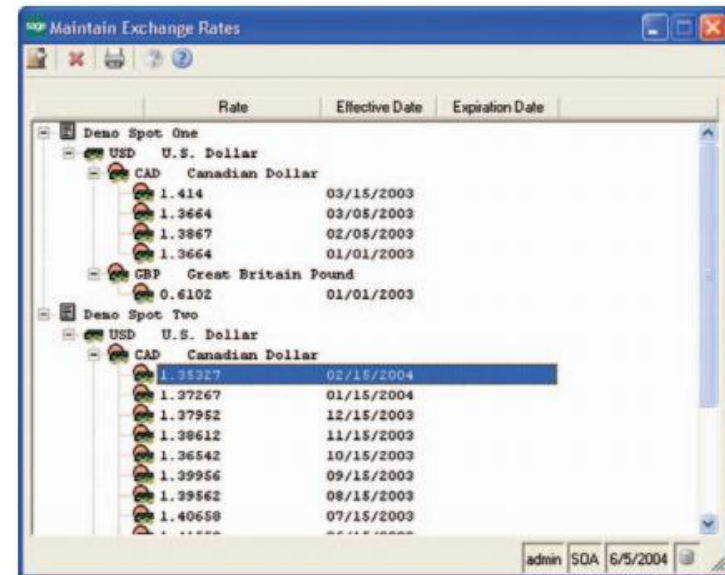 sage Maintain Exchange Rates
Rate Effective Date Expiration Date
Demo Spot One
USD U.S. Dollar
CAD Canadian Dollar
1.414 03/15/2003
1.3664 03/05/2003
1.3867 02/05/2003
1.3664 01/01/2003
GBP Great Britain Pound
0.6102 01/01/2003
Demo Spot Two
USD U.S. Dollar
CAD Canadian Dollar
1.35327 02/15/2004
1.37267 01/15/2004
1.37952 12/15/2003
1.38612 11/15/2003
1.36542 10/15/2003
1.39956 09/15/2003
1.39562 08/15/2003
1.40658 07/15/2003
admin SOA 6/5/2004